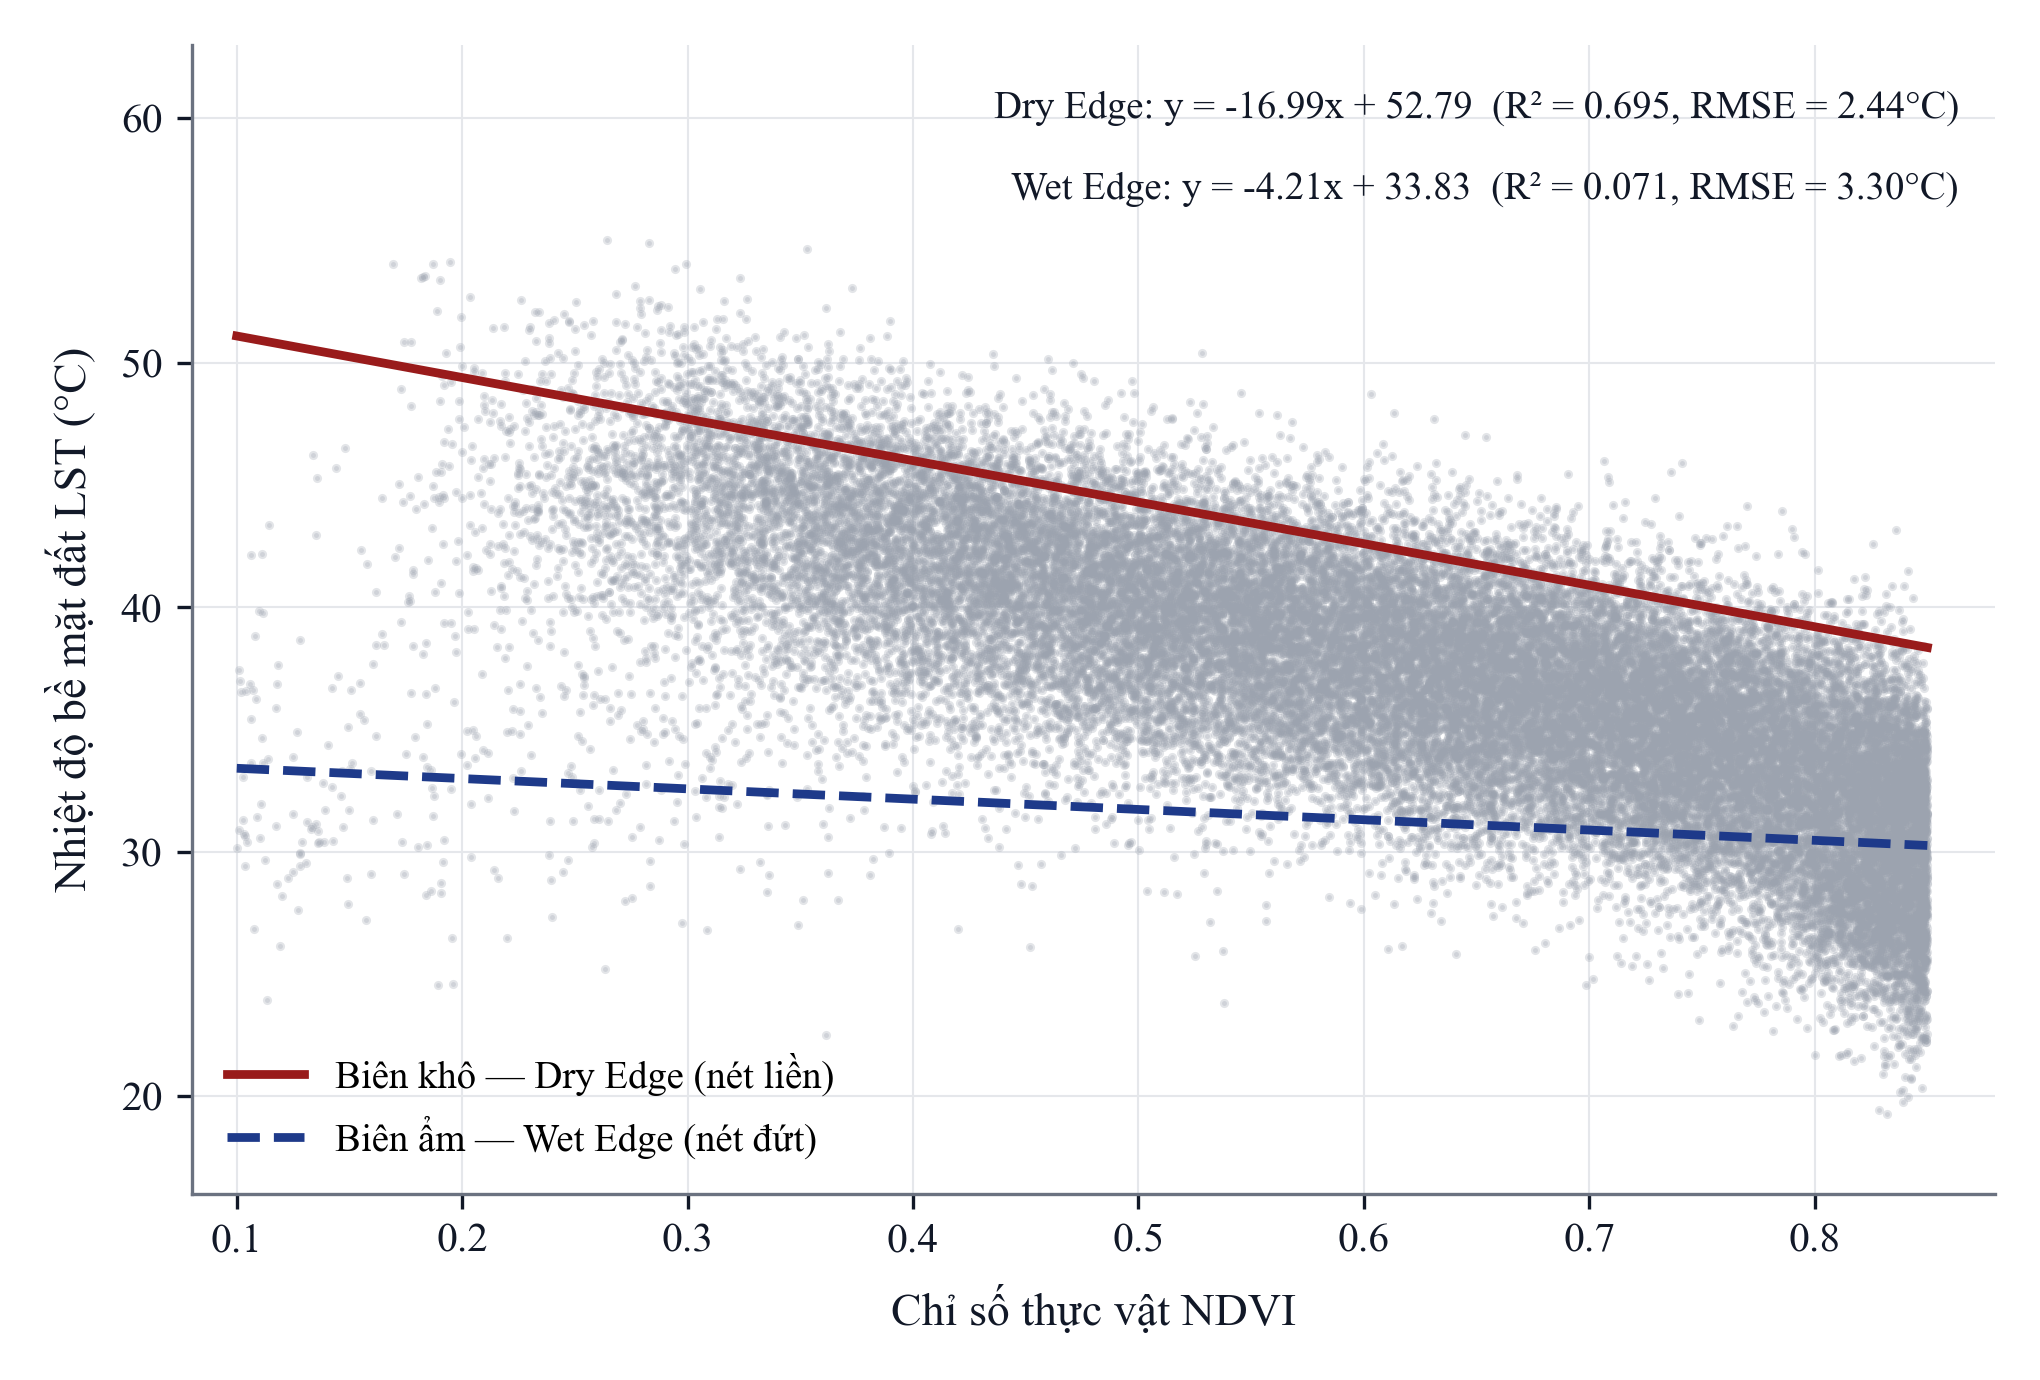 Dry Edge: y = -16.99x + 52.79 (R² = 0.695, RMSE = 2.44°C)
Wet Edge: y = -4.21x + 33.83 (R² = 0.071, RMSE = 3.30°C)
Nhiệt độ bề mặt đất LST (°C)
60
50
40
30
20
Biên khô — Dry Edge (nét liền)
Biên ẩm — Wet Edge (nét đứt)
0.1 0.2 0.3 0.4 0.5 0.6 0.7 0.8
Chỉ số thực vật NDVI